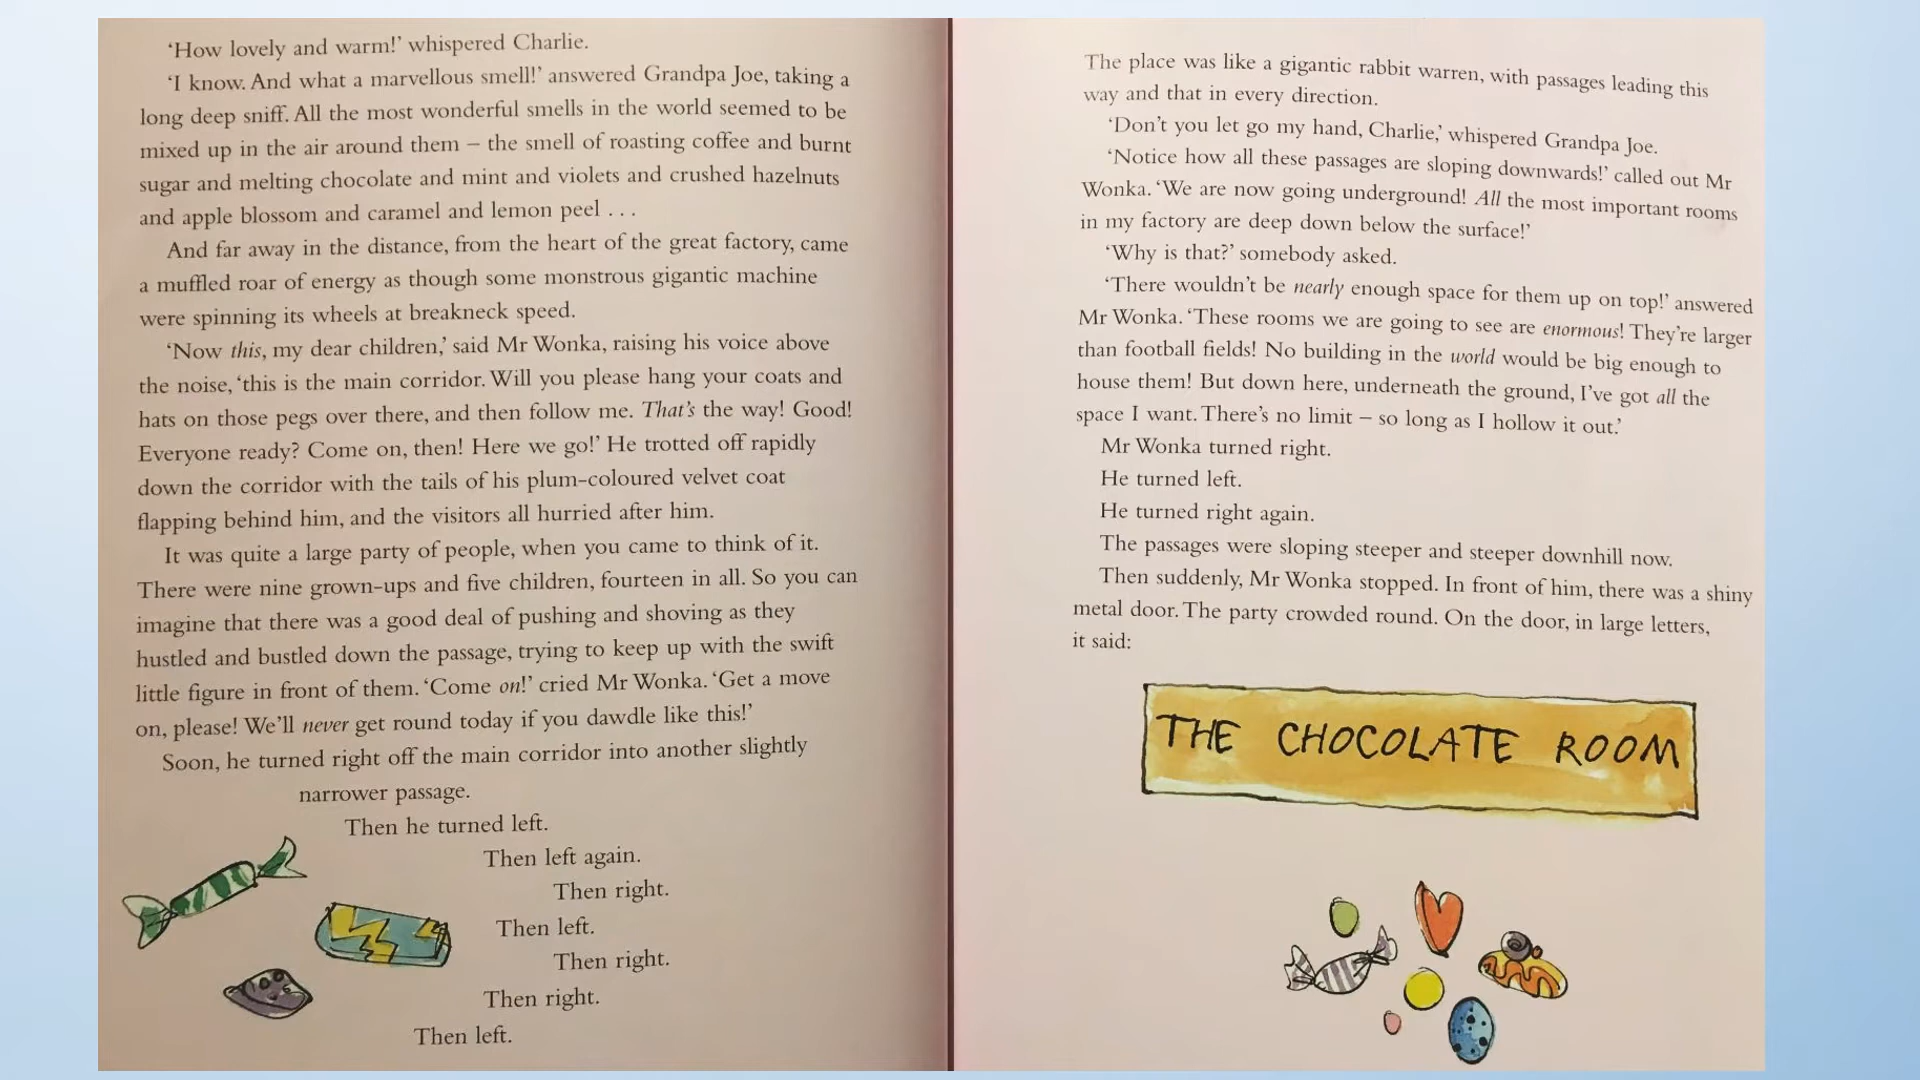 ‘How lovely and warm!’ whispered Charlie.
‘I know. And what a marvellous smell!’ answered Grandpa Joe, taking a
long deep sniff. All the most wonderful smells in the world seemed to be
mixed up in the air around them – the smell of roasting coffee and burnt
sugar and melting chocolate and mint and violets and crushed hazelnuts
and apple blossom and caramel and lemon peel . . .
And far away in the distance, from the heart of the great factory, came
a muffled roar of energy as though some monstrous gigantic machine
were spinning its wheels at breakneck speed.
‘Now this, my dear children,’ said Mr Wonka, raising his voice above
the noise, ‘this is the main corridor. Will you please hang your coats and
hats on those pegs over there, and then follow me. That’s the way! Good!
Everyone ready? Come on, then! Here we go!’ He trotted off rapidly
down the corridor with the tails of his plum-coloured velvet coat
flapping behind him, and the visitors all hurried after him.
It was quite a large party of people, when you came to think of it.
There were nine grown-ups and five children, fourteen in all. So you can
imagine that there was a good deal of pushing and shoving as they
hustled and bustled down the passage, trying to keep up with the swift
little figure in front of them. ‘Come on!’ cried Mr Wonka. ‘Get a move
on, please! We’ll never get round today if you dawdle like this!’
Soon, he turned right off the main corridor into another slightly
narrower passage.
Then he turned left.
Then left again.
Then right.
Then left.
Then right.
Then right.
Then left.
The place was like a gigantic rabbit warren, with passages leading this
way and that in every direction.
‘Don’t you let go my hand, Charlie,’ whispered Grandpa Joe.
‘Notice how all these passages are sloping downwards!’ called out Mr
Wonka. ‘We are now going underground! All the most important rooms
in my factory are deep down below the surface!’
‘Why is that?’ somebody asked.
‘There wouldn’t be nearly enough space for them up on top!’ answered
Mr Wonka. ‘These rooms we are going to see are enormous! They’re larger
than football fields! No building in the world would be big enough to
house them! But down here, underneath the ground, I’ve got all the
space I want. There’s no limit – so long as I hollow it out.’
Mr Wonka turned right.
He turned left.
He turned right again.
The passages were sloping steeper and steeper downhill now.
Then suddenly, Mr Wonka stopped. In front of him, there was a shiny
metal door. The party crowded round. On the door, in large letters,
it said:
THE CHOCOLATE ROOM